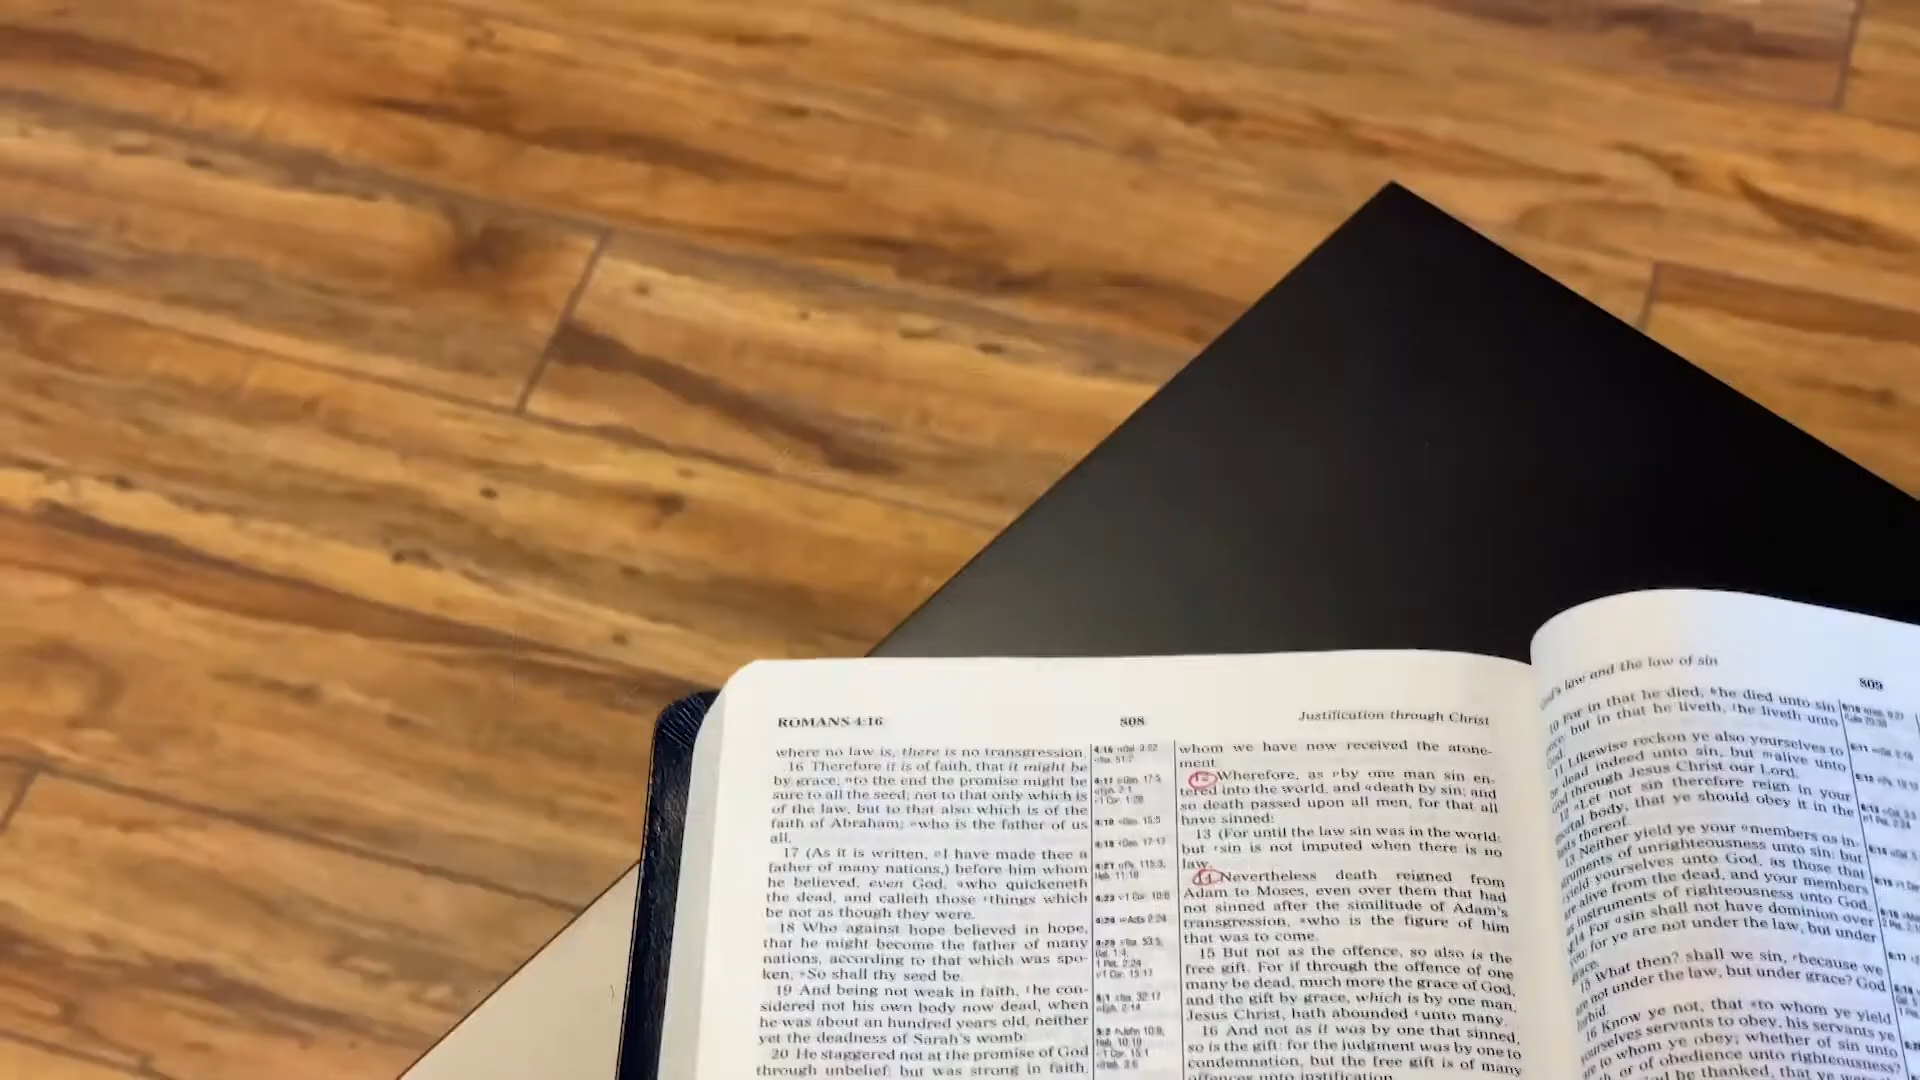 ROMANS 4:16
808
Justification through Christ
where no law is, there is no transgression.
16 Therefore it is of faith, that it might be
by grace; to the end the promise might be
sure to all the seed; not to that only which is
of the law, but to that also which is of the
faith of Abraham; who is the father of us
all,
17 (As it is written, I have made thee a
father of many nations,) before him whom
he believed, even God, who quickeneth
the dead, and calleth those things which
be not as though they were.
18 Who against hope believed in hope,
that he might become the father of many
nations, according to that which was spo-
ken, So shall thy seed be.
19 And being not weak in faith, he con-
sidered not his own body now dead, when
he was about an hundred years old, neither
yet the deadness of Sarah's womb:
20 He staggered not at the promise of God
through unbelief; but was strong in faith,
whom we have now received the atone-
ment.
12 Wherefore, as by one man sin en-
tered into the world, and death by sin; and
so death passed upon all men, for that all
have sinned:
13 (For until the law sin was in the world:
but sin is not imputed when there is no
law.
14 Nevertheless death reigned from
Adam to Moses, even over them that had
not sinned after the similitude of Adam's
transgression, who is the figure of him
that was to come.
15 But not as the offence, so also is the
free gift. For if through the offence of one
many be dead, much more the grace of God,
and the gift by grace, which is by one man,
Jesus Christ, hath abounded unto many.
16 And not as it was by one that sinned,
so is the gift: for the judgment was by one to
condemnation, but the free gift is of many
offences unto justification.
law and the law of sin
809
10 For in that he died, he died unto sin
but in that he liveth, he liveth unto
God.
11 Likewise reckon ye also yourselves to
dead indeed unto sin, but alive unto
God through Jesus Christ our Lord.
12 Let not sin therefore reign in your
mortal body, that ye should obey it in the
lusts thereof.
13 Neither yield ye your members as in-
struments of unrighteousness unto sin: but
yield yourselves unto God, as those that
are alive from the dead, and your members
as instruments of righteousness unto God.
14 For sin shall not have dominion over
you: for ye are not under the law, but under
grace.
15 What then? shall we sin, because we
are not under the law, but under grace? God
forbid.
16 Know ye not, that to whom ye yield
yourselves servants to obey, his servants ye
to whom ye obey; whether of sin unto
or of obedience unto righteousness?
be thanked, that ye were